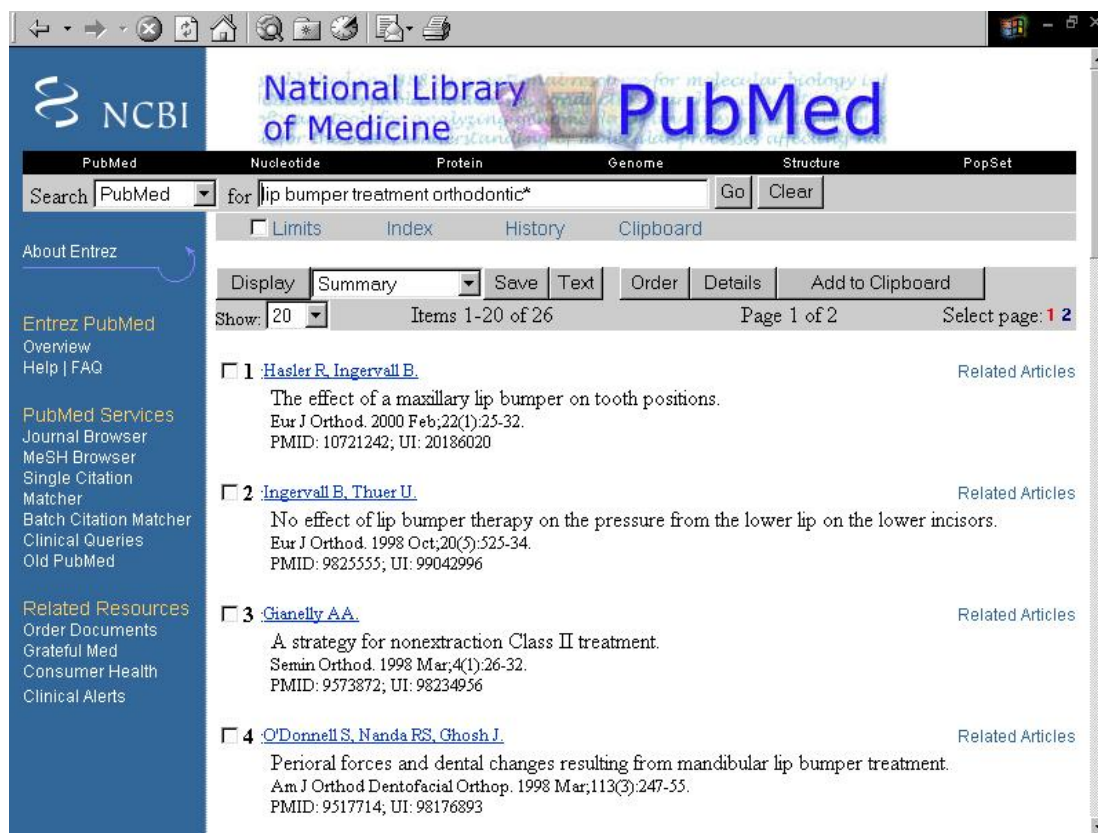 NCBI
National Library
of Medicine
PubMed
PubMed Nucleotide Protein Genome Structure PopSet
Search PubMed for lip bumper treatment orthodontic* Go Clear
Limits Index History Clipboard
About Entrez
Entrez PubMed
Overview
Help | FAQ
PubMed Services
Journal Browser
MeSH Browser
Single Citation
Matcher
Batch Citation Matcher
Clinical Queries
Old PubMed
Related Resources
Order Documents
Grateful Med
Consumer Health
Clinical Alerts
Display Summary Save Text Order Details Add to Clipboard
Show: 20 Items 1-20 of 26 Page 1 of 2 Select page: 1 2
1 :Hasler R, Ingervall B. Related Articles
The effect of a maxillary lip bumper on tooth positions.
Eur J Orthod. 2000 Feb;22(1):25-32.
PMID: 10721242; UI: 20186020
2 :Ingervall B, Thuer U. Related Articles
No effect of lip bumper therapy on the pressure from the lower lip on the lower incisors.
Eur J Orthod. 1998 Oct;20(5):525-34.
PMID: 9825555; UI: 99042996
3 :Gianelly AA. Related Articles
A strategy for nonextraction Class II treatment.
Semin Orthod. 1998 Mar;4(1):26-32.
PMID: 9573872; UI: 98234956
4 :O'Donnell S, Nanda RS, Ghosh J. Related Articles
Perioral forces and dental changes resulting from mandibular lip bumper treatment.
Am J Orthod Dentofacial Orthop. 1998 Mar;113(3):247-55.
PMID: 9517714; UI: 98176893